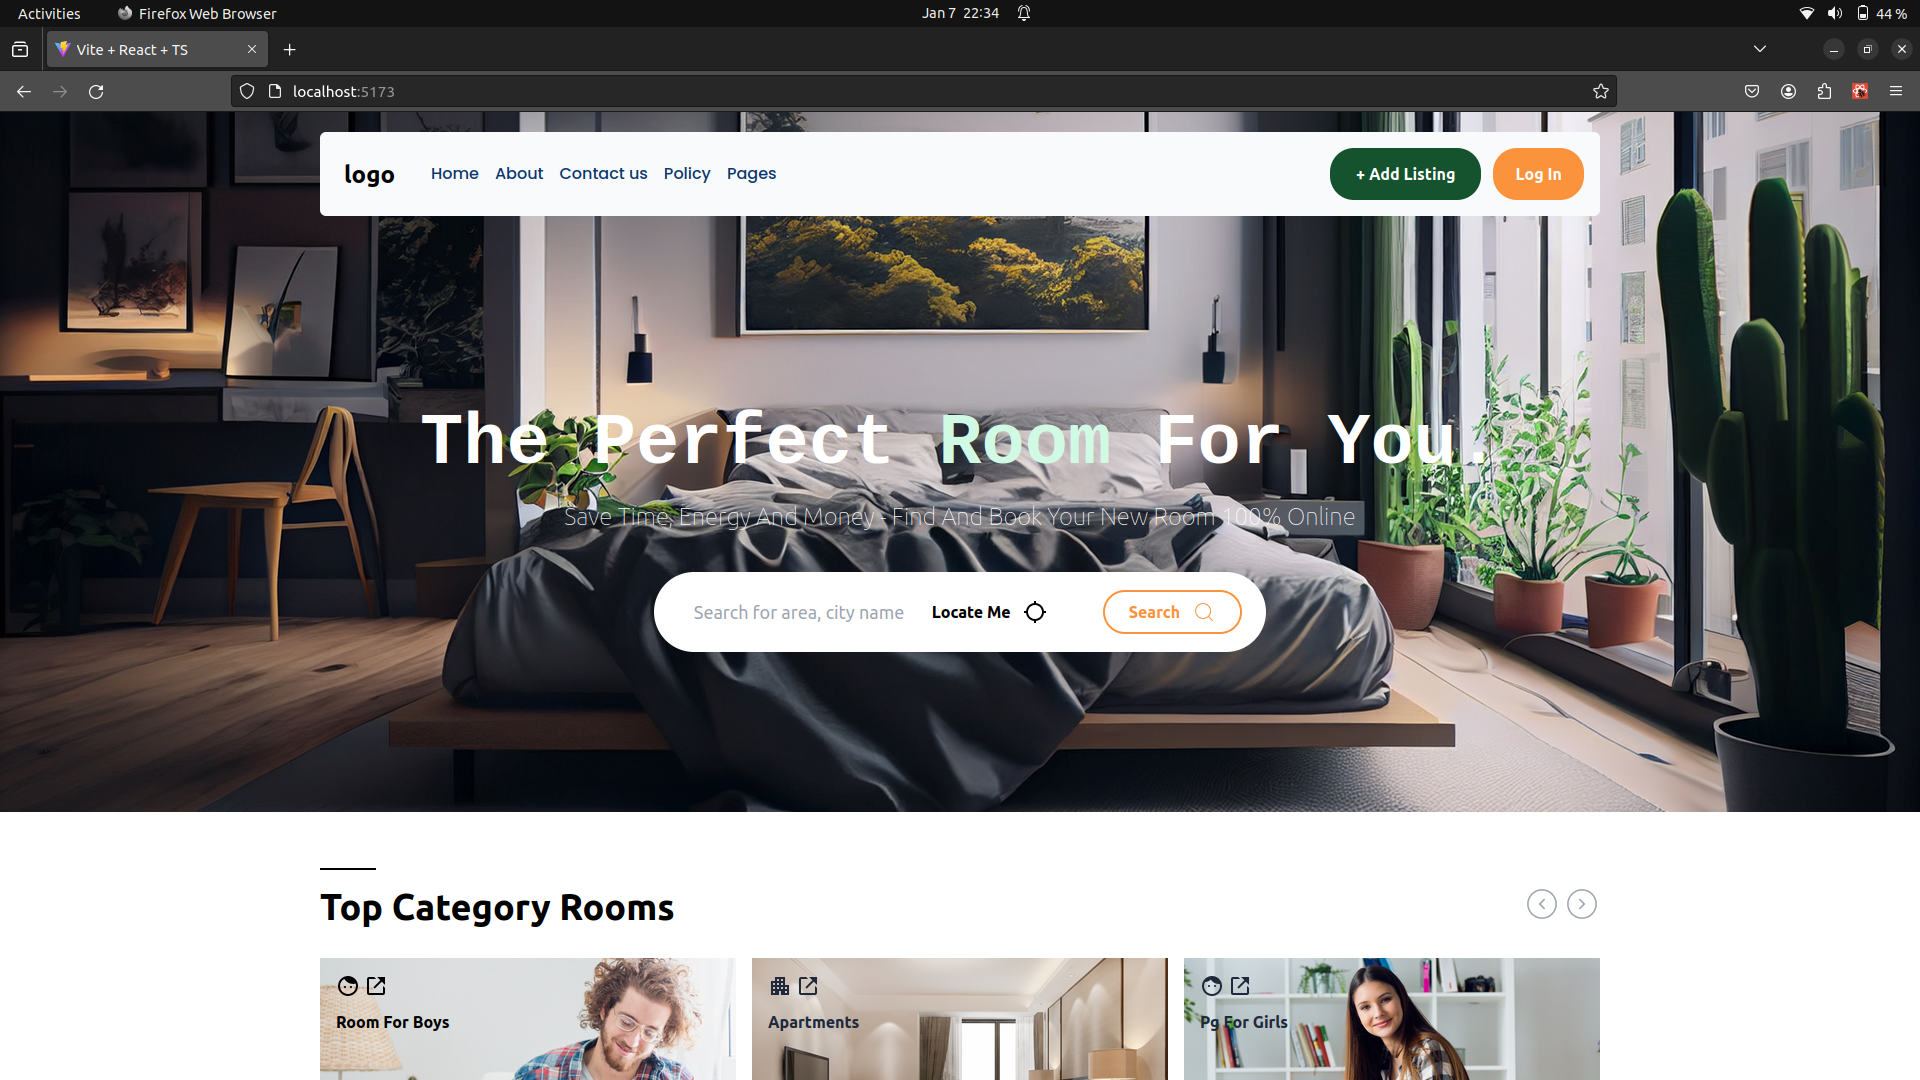 Activities Firefox Web Browser Jan 7 22:34 44 %
Vite + React + TS
localhost:5173
logo Home About Contact us Policy Pages + Add Listing Log In
The Perfect Room For You.
Save Time, Energy And Money - Find And Book Your New Room 100% Online
Search for area, city name Locate Me Search
Top Category Rooms
Room For Boys Apartments Pg For Girls